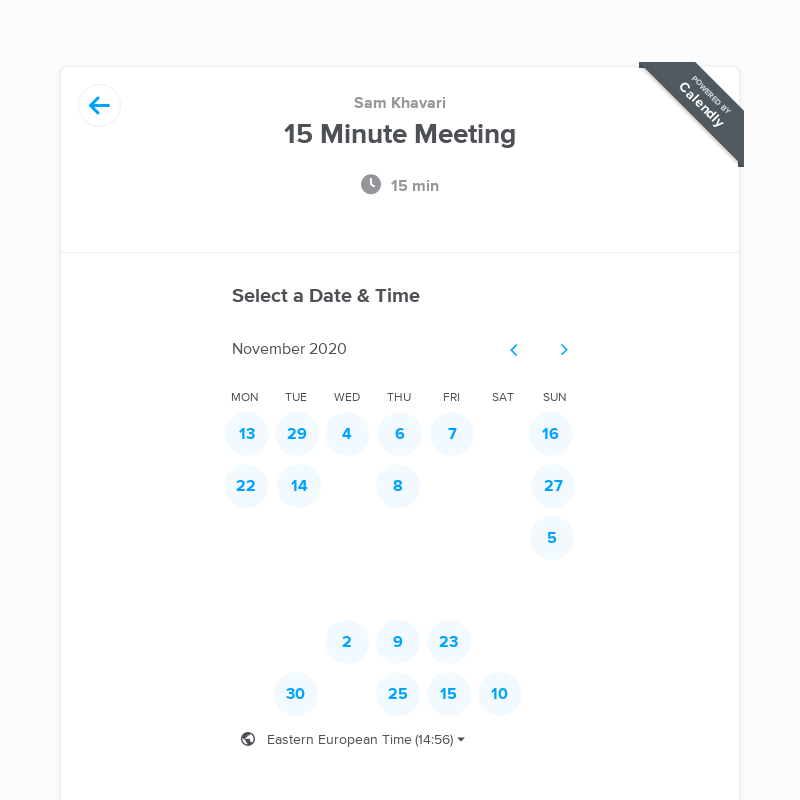 POWERED BY
Calendly
Sam Khavari
15 Minute Meeting
15 min
Select a Date & Time
November 2020
MON TUE WED THU FRI SAT SUN
13 29 4 6 7 16
22 14 8 27
5
2 9 23
30 25 15 10
Eastern European Time (14:56)